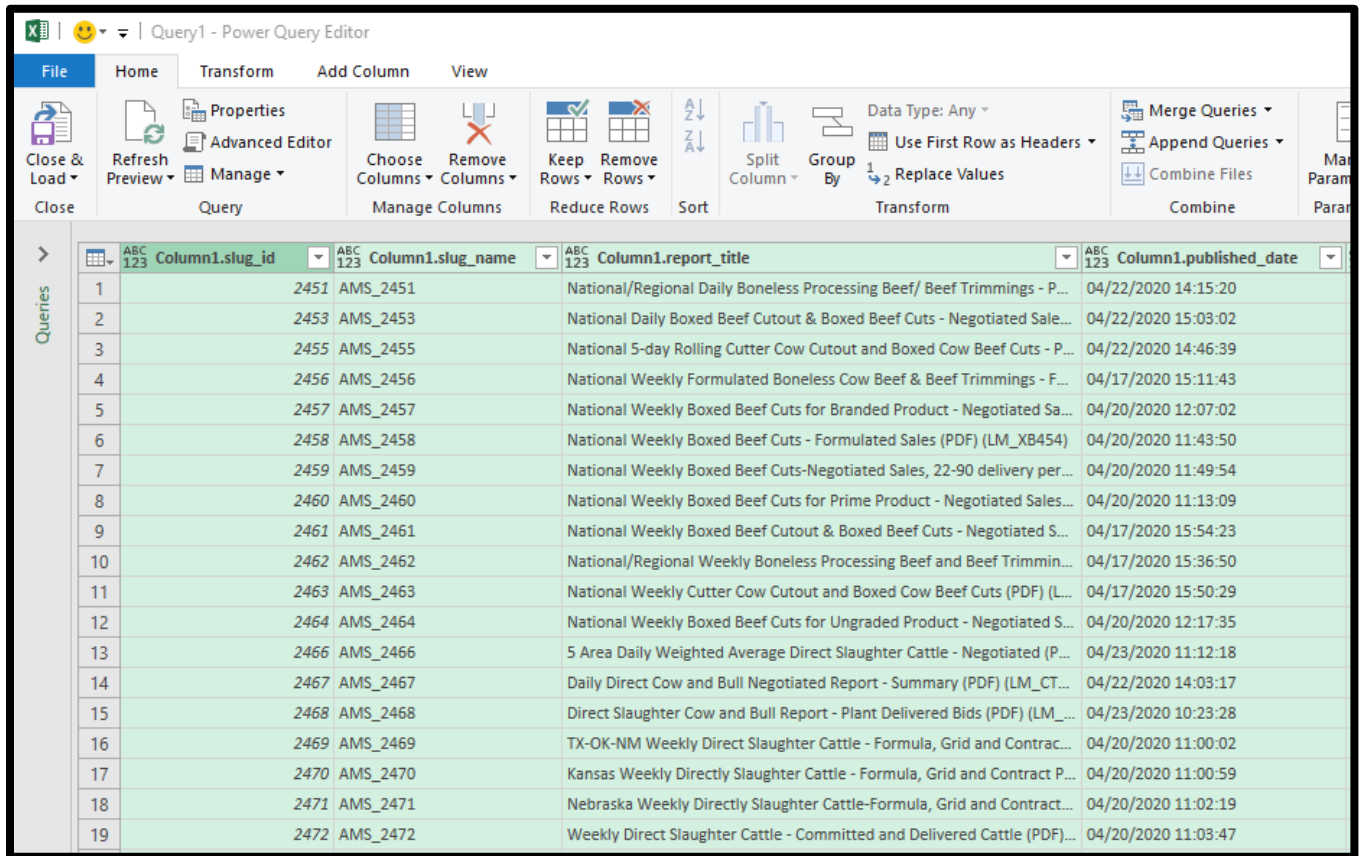 Query1 - Power Query Editor
File Home Transform Add Column View
Close & Load
Refresh Preview
Properties
Advanced Editor
Manage
Choose Columns
Remove Columns
Keep Rows
Remove Rows
A Z
Z A
Split Column
Group By
Data Type: Any
Use First Row as Headers
1 2 Replace Values
Merge Queries
Append Queries
Combine Files
Close Query Manage Columns Reduce Rows Sort Transform Combine
Queries
ABC 123 Column1.slug_id ABC 123 Column1.slug_name ABC 123 Column1.report_title ABC 123 Column1.published_date
1 2451 AMS_2451 National/Regional Daily Boneless Processing Beef/ Beef Trimmings - P... 04/22/2020 14:15:20
2 2453 AMS_2453 National Daily Boxed Beef Cutout & Boxed Beef Cuts - Negotiated Sale... 04/22/2020 15:03:02
3 2455 AMS_2455 National 5-day Rolling Cutter Cow Cutout and Boxed Cow Beef Cuts - P... 04/22/2020 14:46:39
4 2456 AMS_2456 National Weekly Formulated Boneless Cow Beef & Beef Trimmings - F... 04/17/2020 15:11:43
5 2457 AMS_2457 National Weekly Boxed Beef Cuts for Branded Product - Negotiated Sa... 04/20/2020 12:07:02
6 2458 AMS_2458 National Weekly Boxed Beef Cuts - Formulated Sales (PDF) (LM_XB454) 04/20/2020 11:43:50
7 2459 AMS_2459 National Weekly Boxed Beef Cuts-Negotiated Sales, 22-90 delivery per... 04/20/2020 11:49:54
8 2460 AMS_2460 National Weekly Boxed Beef Cuts for Prime Product - Negotiated Sales... 04/20/2020 11:13:09
9 2461 AMS_2461 National Weekly Boxed Beef Cutout & Boxed Beef Cuts - Negotiated S... 04/17/2020 15:54:23
10 2462 AMS_2462 National/Regional Weekly Boneless Processing Beef and Beef Trimmin... 04/17/2020 15:36:50
11 2463 AMS_2463 National Weekly Cutter Cow Cutout and Boxed Cow Beef Cuts (PDF) (L... 04/17/2020 15:50:29
12 2464 AMS_2464 National Weekly Boxed Beef Cuts for Ungraded Product - Negotiated S... 04/20/2020 12:17:35
13 2466 AMS_2466 5 Area Daily Weighted Average Direct Slaughter Cattle - Negotiated (P... 04/23/2020 11:12:18
14 2467 AMS_2467 Daily Direct Cow and Bull Negotiated Report - Summary (PDF) (LM_CT... 04/22/2020 14:03:17
15 2468 AMS_2468 Direct Slaughter Cow and Bull Report - Plant Delivered Bids (PDF) (LM_... 04/23/2020 10:23:28
16 2469 AMS_2469 TX-OK-NM Weekly Direct Slaughter Cattle - Formula, Grid and Contrac... 04/20/2020 11:00:02
17 2470 AMS_2470 Kansas Weekly Directly Slaughter Cattle - Formula, Grid and Contract P... 04/20/2020 11:00:59
18 2471 AMS_2471 Nebraska Weekly Directly Slaughter Cattle-Formula, Grid and Contract... 04/20/2020 11:02:19
19 2472 AMS_2472 Weekly Direct Slaughter Cattle - Committed and Delivered Cattle (PDF)... 04/20/2020 11:03:47